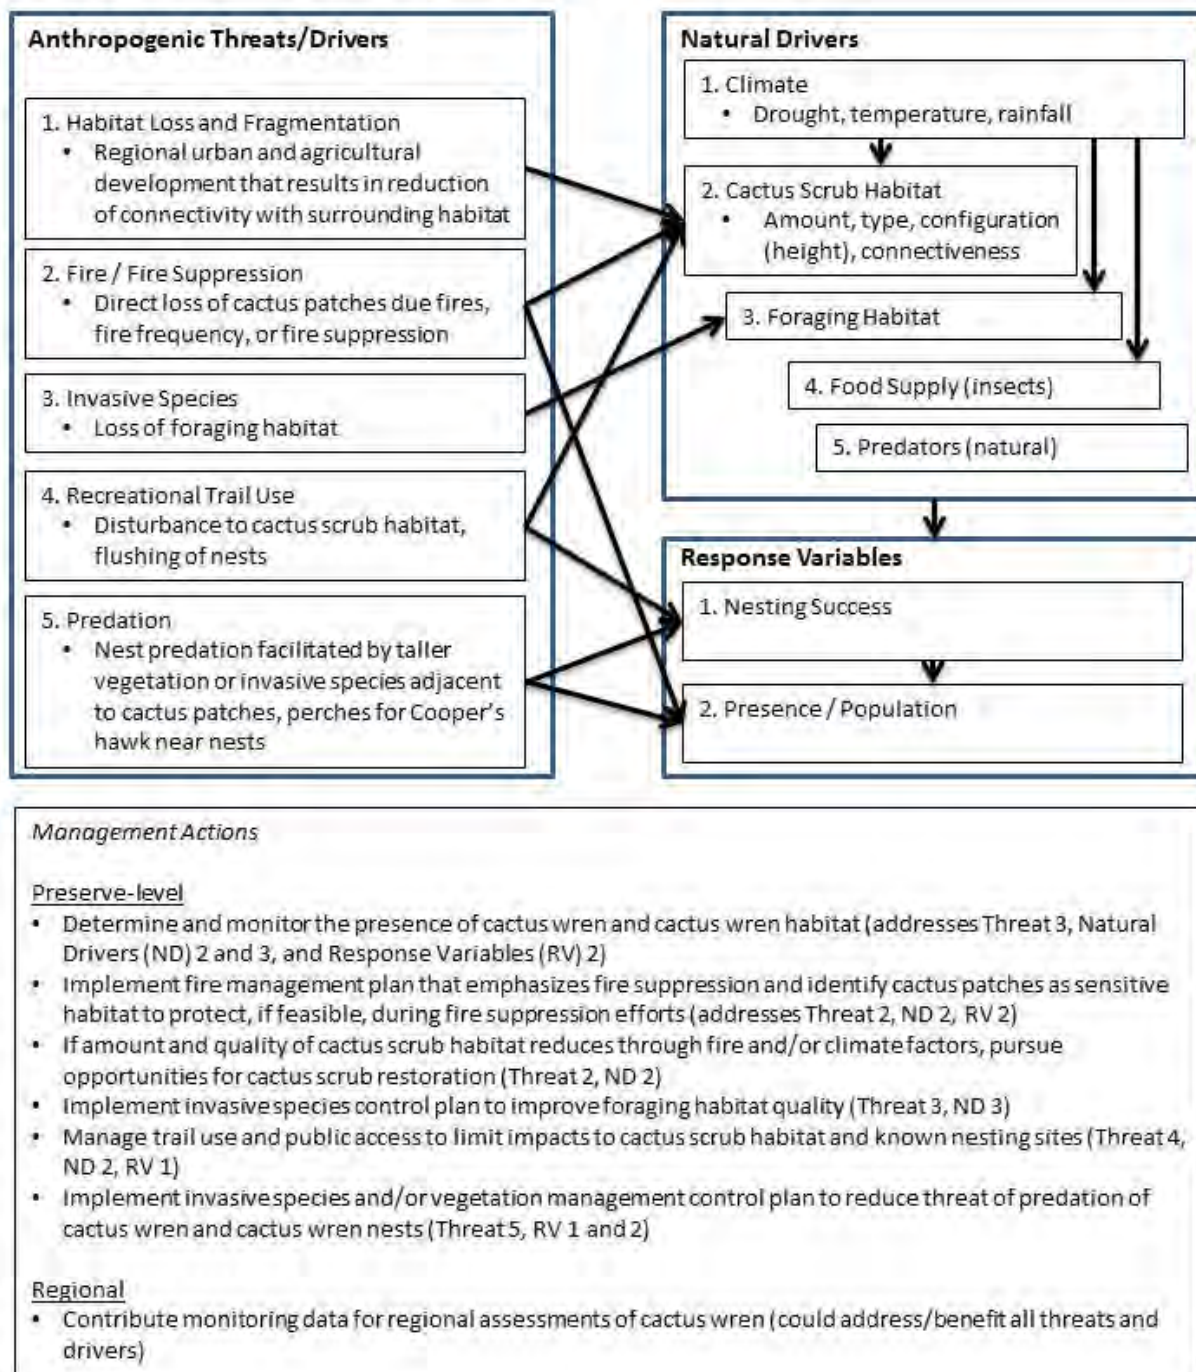 Anthropogenic Threats/Drivers
1. Habitat Loss and Fragmentation
• Regional urban and agricultural
development that results in reduction
of connectivity with surrounding habitat
2. Fire / Fire Suppression
• Direct loss of cactus patches due fires,
fire frequency, or fire suppression
3. Invasive Species
• Loss of foraging habitat
4. Recreational Trail Use
• Disturbance to cactus scrub habitat,
flushing of nests
5. Predation
• Nest predation facilitated by taller
vegetation or invasive species adjacent
to cactus patches, perches for Cooper's
hawk near nests
Natural Drivers
1. Climate
• Drought, temperature, rainfall
2. Cactus Scrub Habitat
• Amount, type, configuration
(height), connectiveness
3. Foraging Habitat
4. Food Supply (insects)
5. Predators (natural)
Response Variables
1. Nesting Success
2. Presence / Population
Management Actions
Preserve-level
• Determine and monitor the presence of cactus wren and cactus wren habitat (addresses Threat 3, Natural
Drivers (ND) 2 and 3, and Response Variables (RV) 2)
• Implement fire management plan that emphasizes fire suppression and identify cactus patches as sensitive
habitat to protect, if feasible, during fire suppression efforts (addresses Threat 2, ND 2, RV 2)
• If amount and quality of cactus scrub habitat reduces through fire and/or climate factors, pursue
opportunities for cactus scrub restoration (Threat 2, ND 2)
• Implement invasive species control plan to improve foraging habitat quality (Threat 3, ND 3)
• Manage trail use and public access to limit impacts to cactus scrub habitat and known nesting sites (Threat 4,
ND 2, RV 1)
• Implement invasive species and/or vegetation management control plan to reduce threat of predation of
cactus wren and cactus wren nests (Threat 5, RV 1 and 2)
Regional
• Contribute monitoring data for regional assessments of cactus wren (could address/benefit all threats and
drivers)